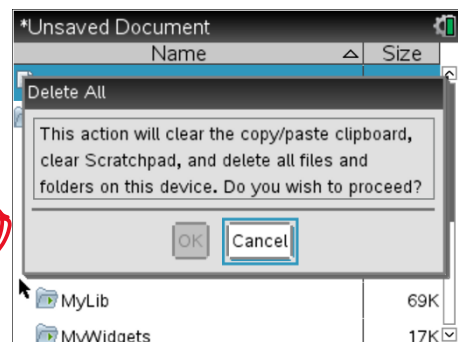 *Unsaved Document
Name Size
Delete All
This action will clear the copy/paste clipboard,
clear Scratchpad, and delete all files and
folders on this device. Do you wish to proceed?
OK Cancel
MyLib 69K
MyWidgets 17K